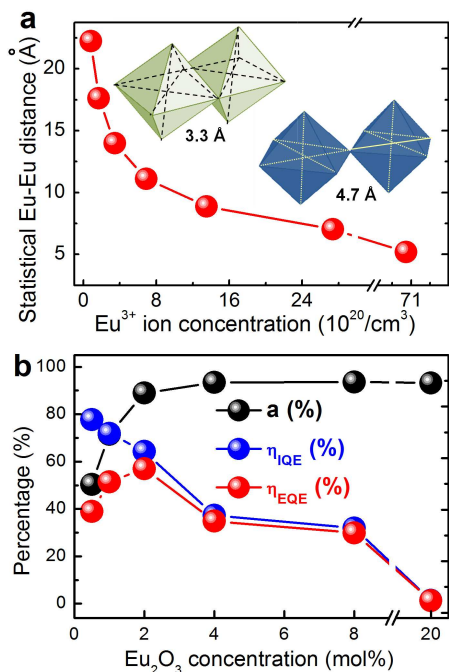 a
Statistical Eu-Eu distance (Å)
25
20
15
10
5
3.3 Å
4.7 Å
0 8 16 24 71
Eu³⁺ ion concentration (10²⁰/cm³)
b
Percentage (%)
100
80
60
40
20
0
a (%)
η_IQE (%)
η_EQE (%)
0 2 4 6 8 20
Eu₂O₃ concentration (mol%)